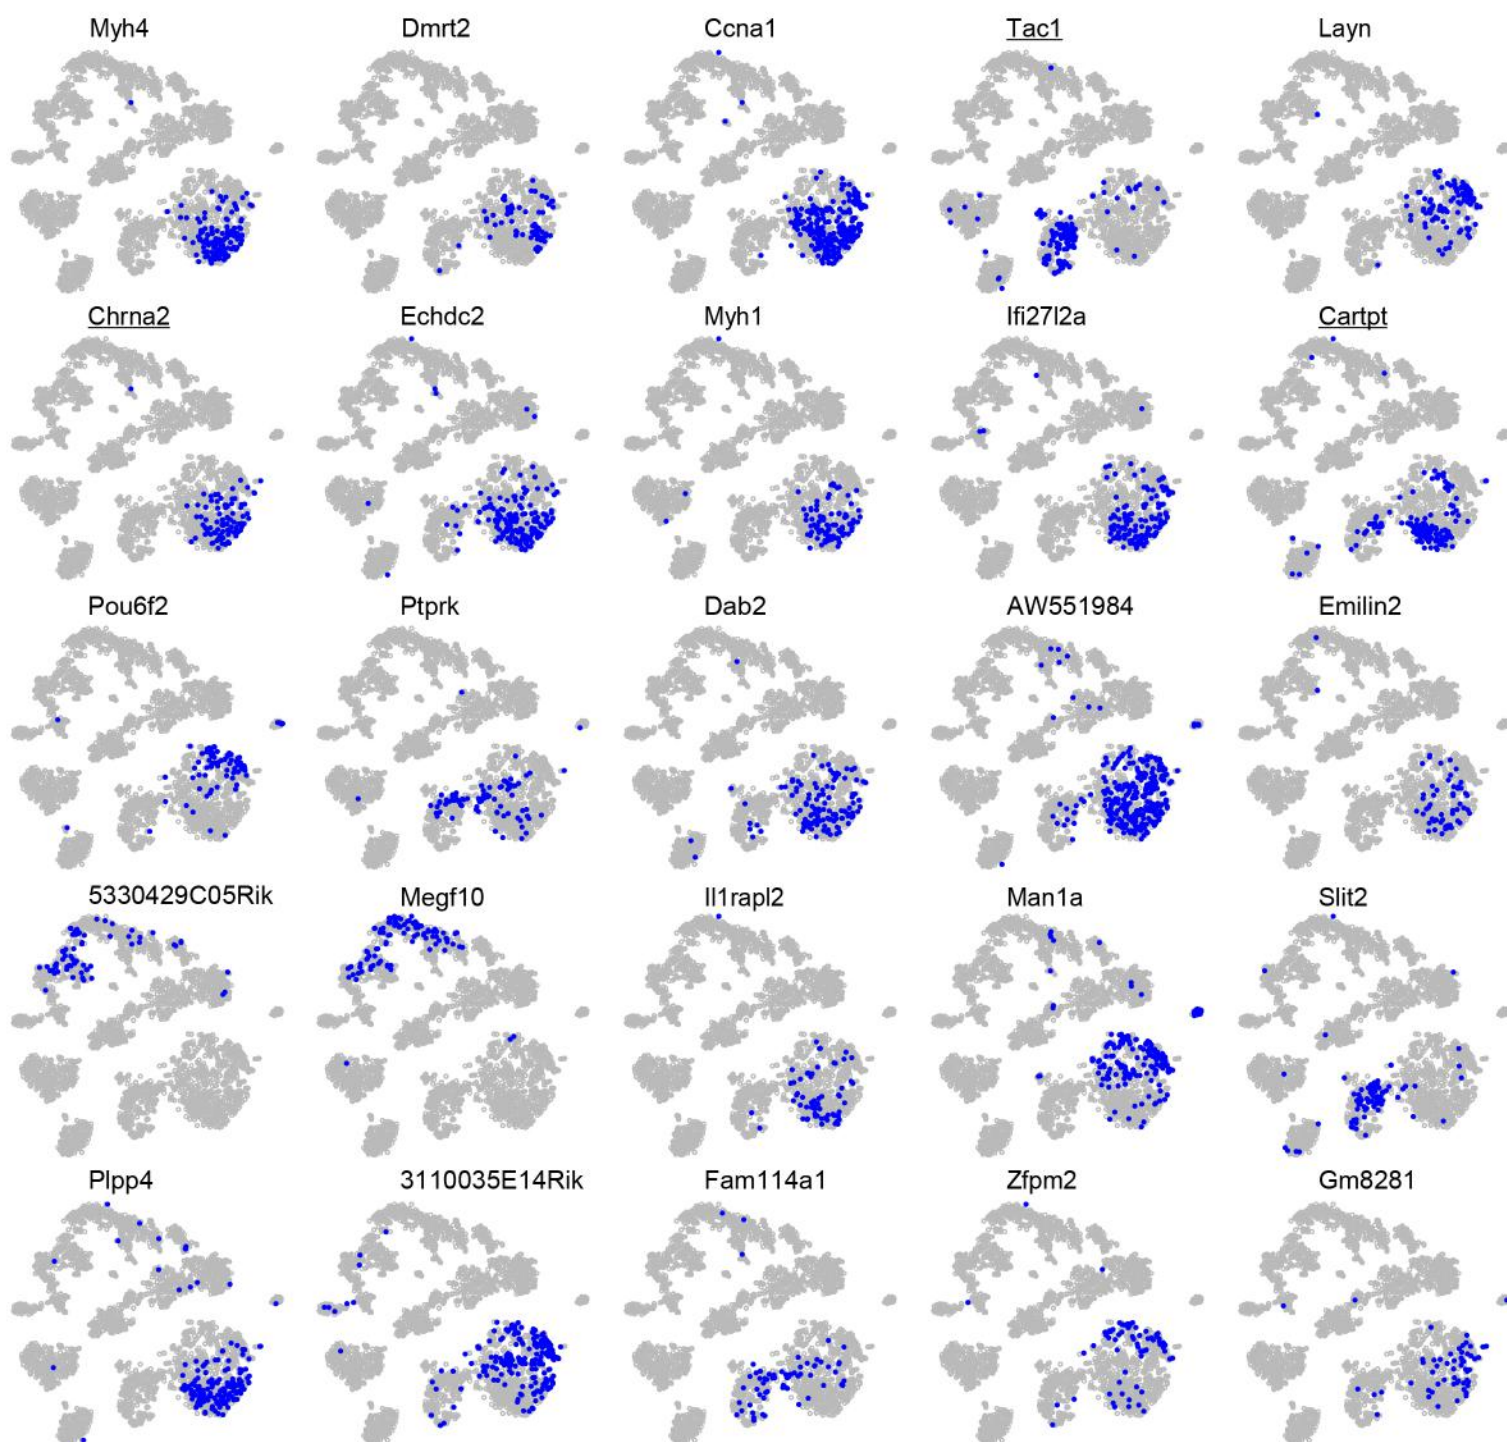 Myh4 Dmrt2 Ccna1 Tac1 Layn
Chrna2 Echdc2 Myh1 Ifi27l2a Cartpt
Pou6f2 Ptprk Dab2 AW551984 Emilin2
5330429C05Rik Megf10 Il1rapl2 Man1a Slit2
Plpp4 3110035E14Rik Fam114a1 Zfpm2 Gm8281